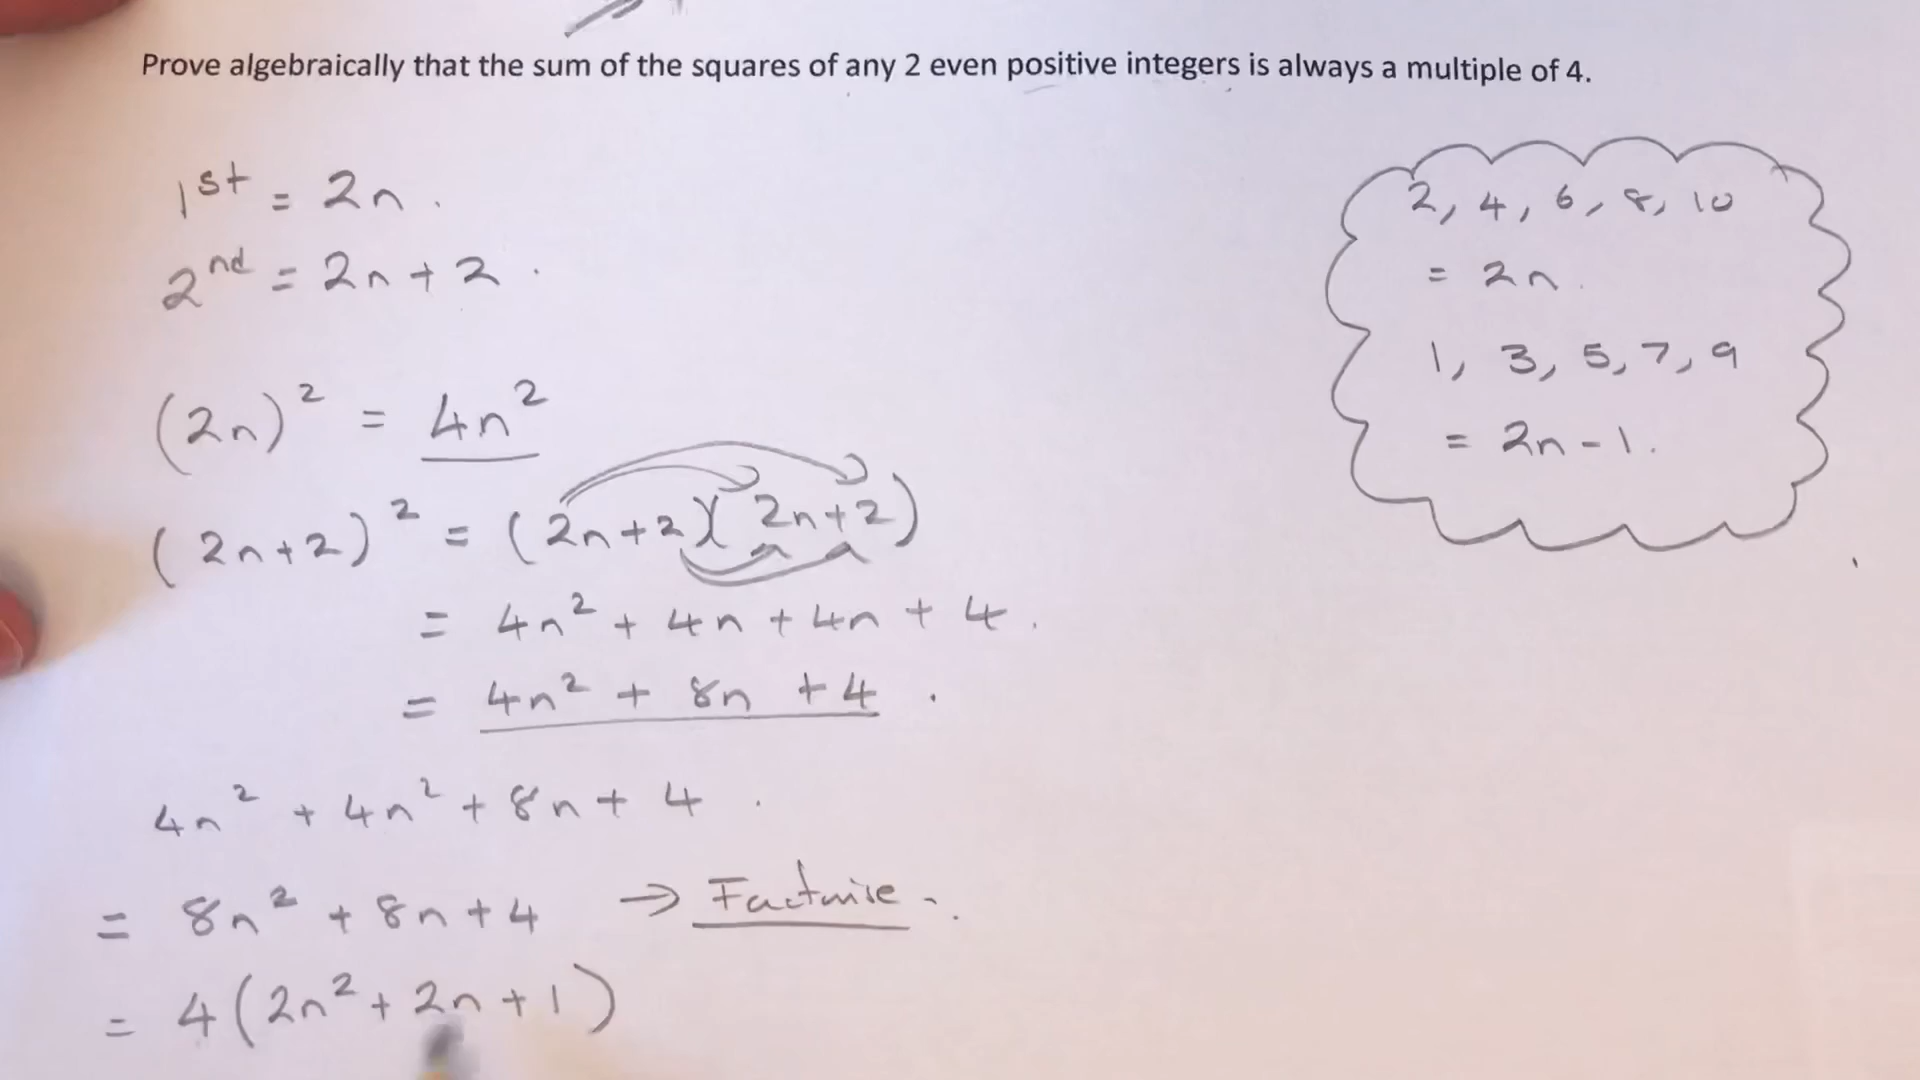 Prove algebraically that the sum of the squares of any 2 even positive integers is always a multiple of 4.
1st = 2n.
2nd = 2n + 2.
(2n)² = 4n²
(2n+2)² = (2n+2)(2n+2)
= 4n² + 4n + 4n + 4.
= 4n² + 8n + 4.
4n² + 4n² + 8n + 4.
= 8n² + 8n + 4 → Factorise.
= 4(2n² + 2n + 1)
2, 4, 6, 8, 10
= 2n.
1, 3, 5, 7, 9
= 2n - 1.